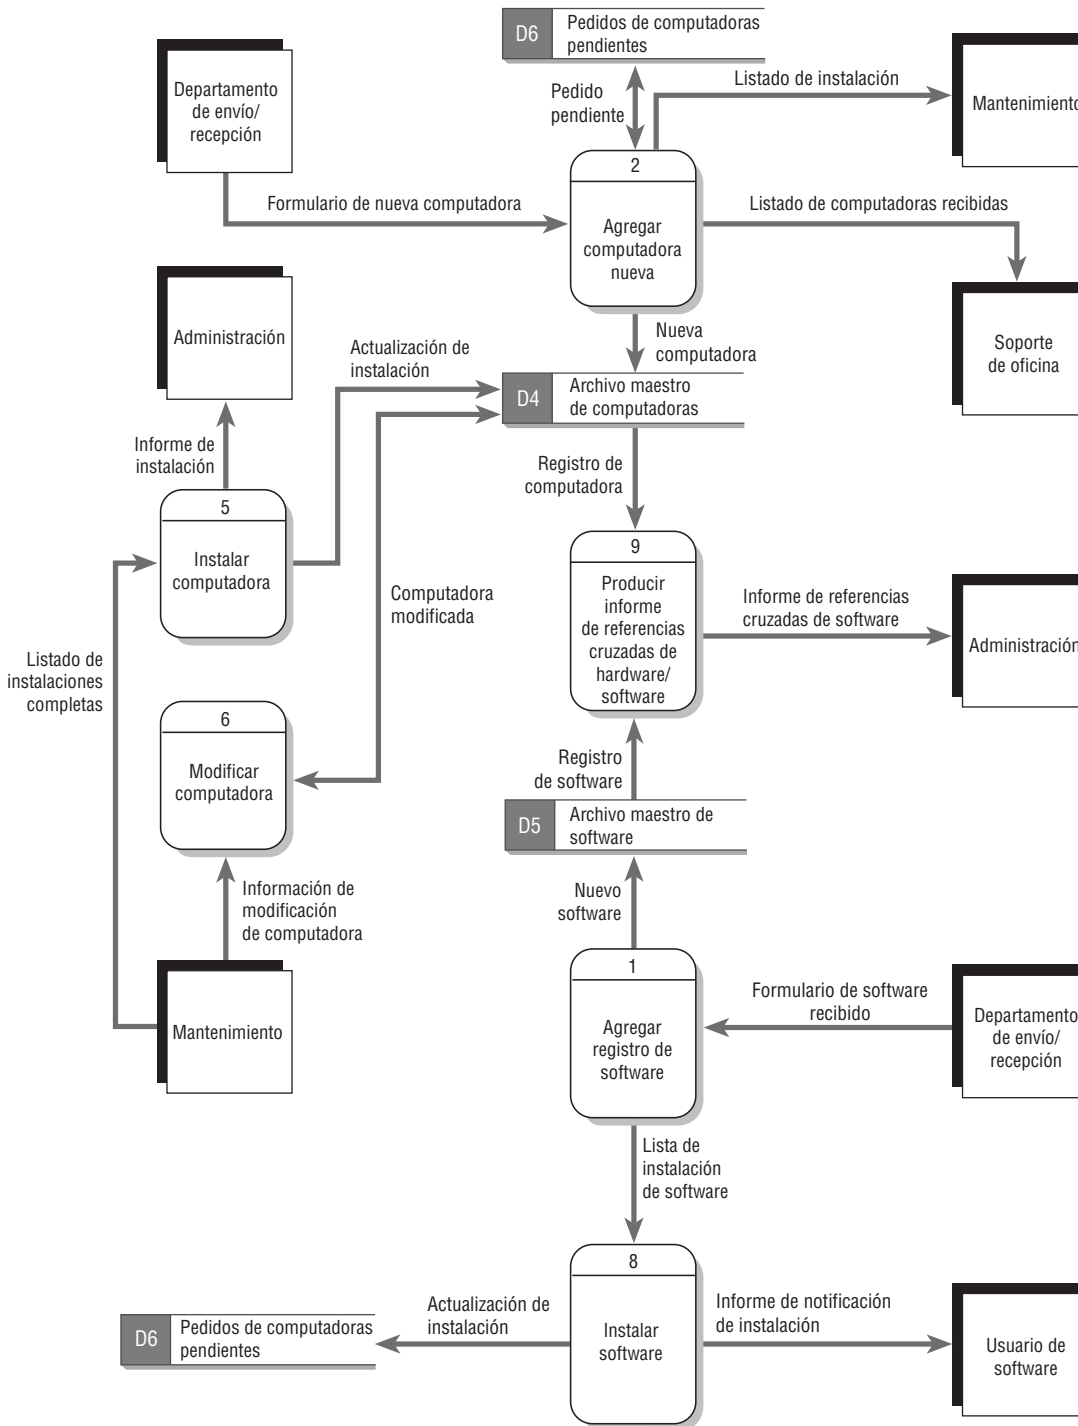 D6
Pedidos de computadoras
pendientes
Departamento
de envío/
recepción
Pedido
pendiente
Listado de instalación
Mantenimiento
2
Agregar
computadora
nueva
Formulario de nueva computadora
Listado de computadoras recibidas
Administración
Actualización de
instalación
Nueva
computadora
Soporte
de oficina
D4
Archivo maestro
de computadoras
Informe de
instalación
Registro de
computadora
5
Instalar
computadora
9
Producir
informe
de referencias
cruzadas de
hardware/
software
Computadora
modificada
Informe de referencias
cruzadas de software
Administración
Listado de
instalaciones
completas
6
Modificar
computadora
Registro
de software
D5
Archivo maestro de
software
Información de
modificación
de computadora
Nuevo
software
Mantenimiento
1
Agregar
registro de
software
Formulario de software
recibido
Departamento
de envío/
recepción
Lista de
instalación
de software
8
Instalar
software
D6
Pedidos de computadoras
pendientes
Actualización de
instalación
Informe de notificación
de instalación
Usuario de
software